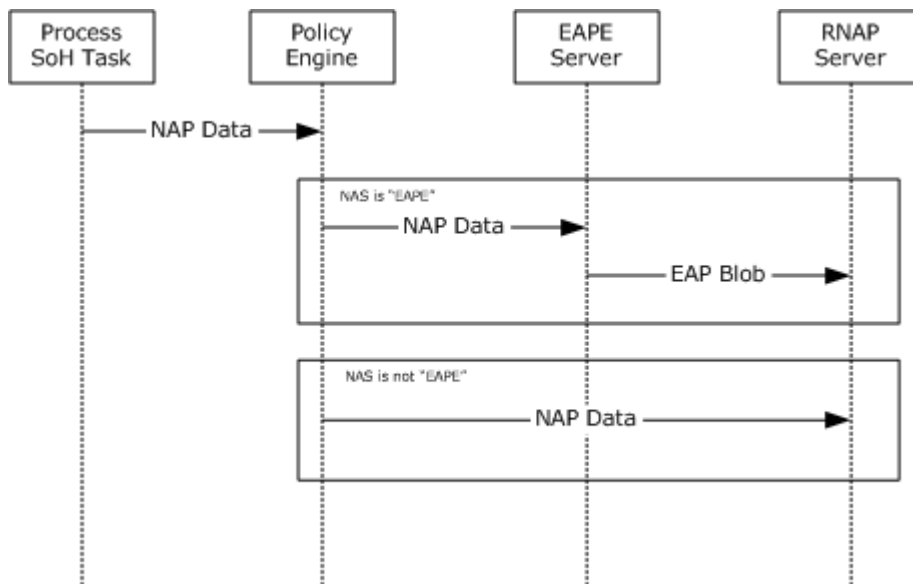 Process
SoH Task
Policy
Engine
EAPE
Server
RNAP
Server
NAP Data
NAS is "EAPE"
NAP Data
EAP Blob
NAS is not "EAPE"
NAP Data